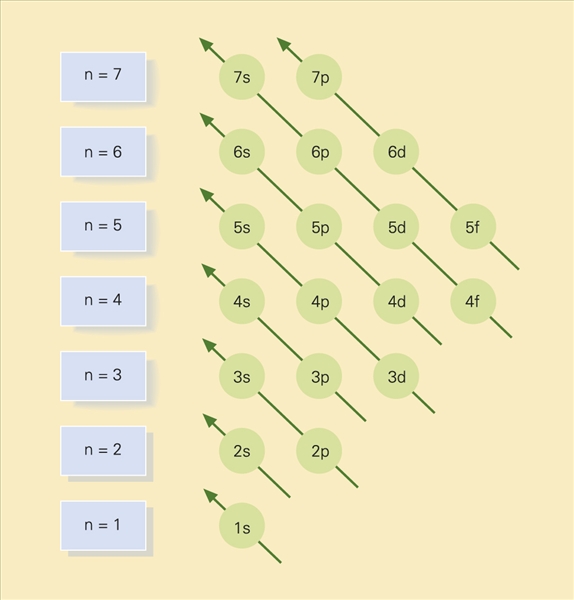 n = 7 7s 7p
n = 6 6s 6p 6d
n = 5 5s 5p 5d 5f
n = 4 4s 4p 4d 4f
n = 3 3s 3p 3d
n = 2 2s 2p
n = 1 1s